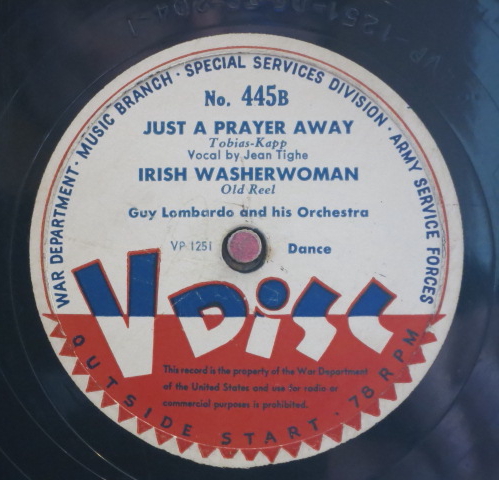 WAR DEPARTMENT · MUSIC BRANCH · SPECIAL SERVICES DIVISION · ARMY SERVICE FORCES
No. 445B
JUST A PRAYER AWAY
Tobias-Kapp
Vocal by Jean Tighe
IRISH WASHERWOMAN
Old Reel
Guy Lombardo and his Orchestra
VP 1251 Dance
V DiSC
This record is the property of the War Department
of the United States and use for radio or
commercial purposes is prohibited.
OUTSIDE START · 78 RPM